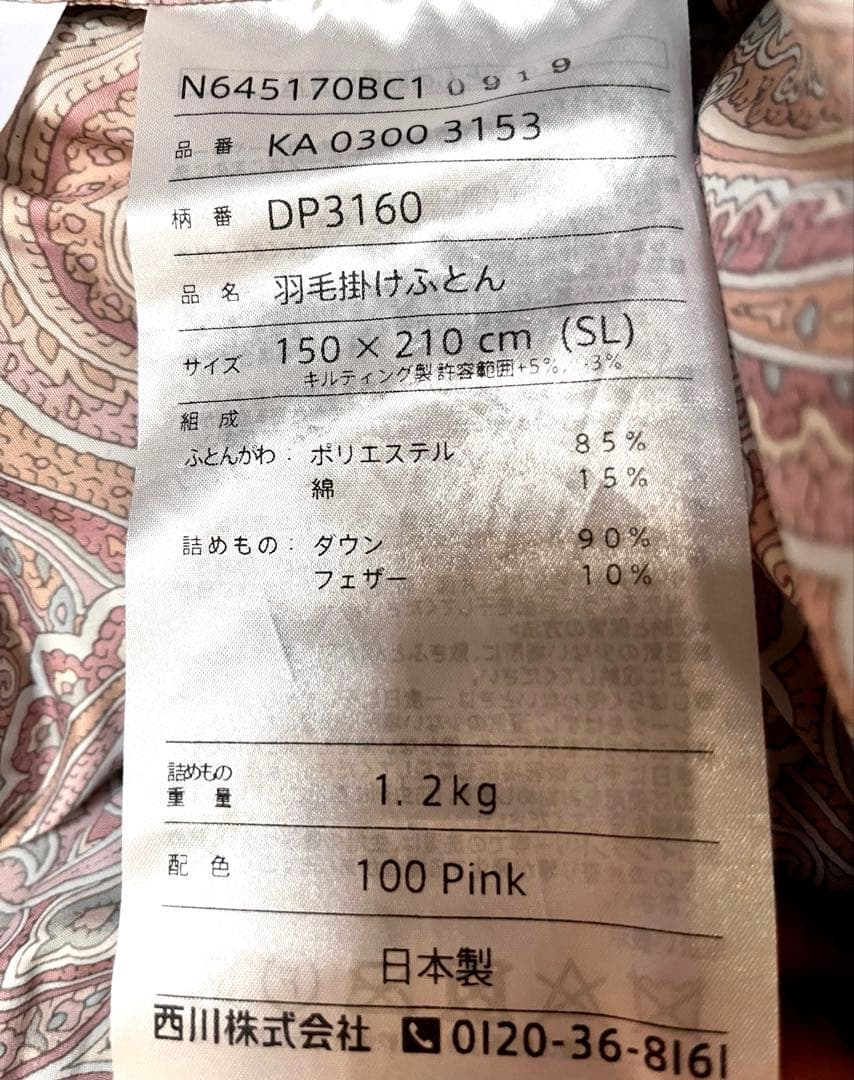 N645170BC1 0919
品番 KA 0300 3153
柄番 DP3160
品名 羽毛掛けふとん
サイズ 150 × 210 cm (SL)
キルティング製 許容範囲+5%, -3%
組成
ふとんがわ: ポリエステル 85%
綿 15%
詰めもの: ダウン 90%
フェザー 10%
詰めもの
重量 1.2kg
配色 100 Pink
日本製
西川株式会社 0120-36-8161